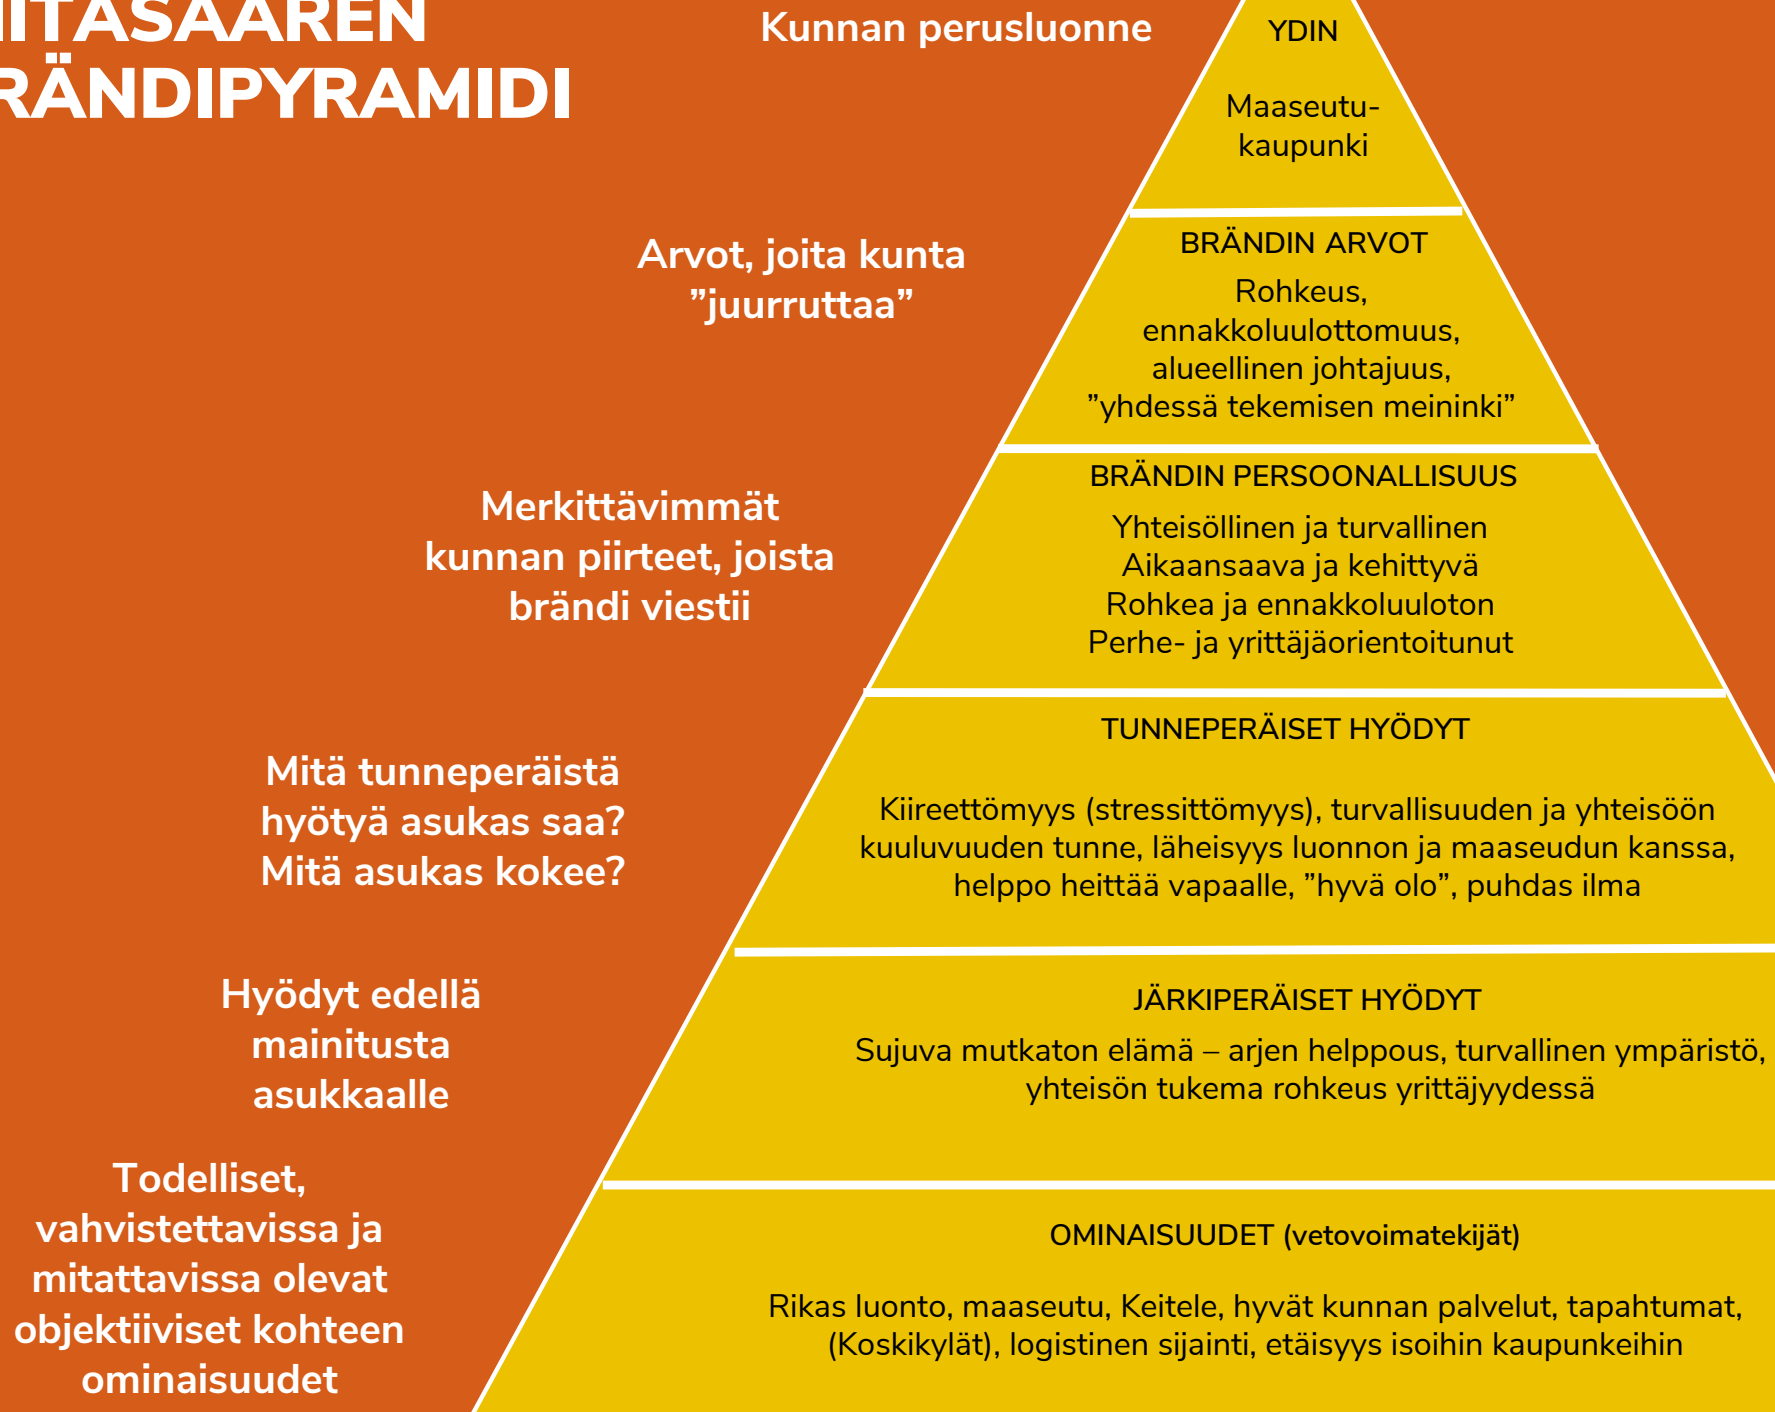 IITASAAREN
RÄNDIPYRAMIDI
Kunnan perusluonne
YDIN
Maaseutu-
kaupunki
Arvot, joita kunta
”juurruttaa”
BRÄNDIN ARVOT
Rohkeus,
ennakkoluulottomuus,
alueellinen johtajuus,
”yhdessä tekemisen meininki”
Merkittävimmät
kunnan piirteet, joista
brändi viestii
BRÄNDIN PERSOONALLISUUS
Yhteisöllinen ja turvallinen
Aikaansaava ja kehittyvä
Rohkea ja ennakkoluuloton
Perhe- ja yrittäjäorientoitunut
Mitä tunneperäistä
hyötyä asukas saa?
Mitä asukas kokee?
TUNNEPERÄISET HYÖDYT
Kiireettömyys (stressittömyys), turvallisuuden ja yhteisöön
kuuluvuuden tunne, läheisyys luonnon ja maaseudun kanssa,
helppo heittää vapaalle, ”hyvä olo”, puhdas ilma
Hyödyt edellä
mainitusta
asukkaalle
JÄRKIPERÄISET HYÖDYT
Sujuva mutkaton elämä – arjen helppous, turvallinen ympäristö,
yhteisön tukema rohkeus yrittäjyydessä
Todelliset,
vahvistettavissa ja
mitattavissa olevat
objektiiviset kohteen
ominaisuudet
OMINAISUUDET (vetovoimatekijät)
Rikas luonto, maaseutu, Keitele, hyvät kunnan palvelut, tapahtumat,
(Koskikylät), logistinen sijainti, etäisyys isoihin kaupunkeihin